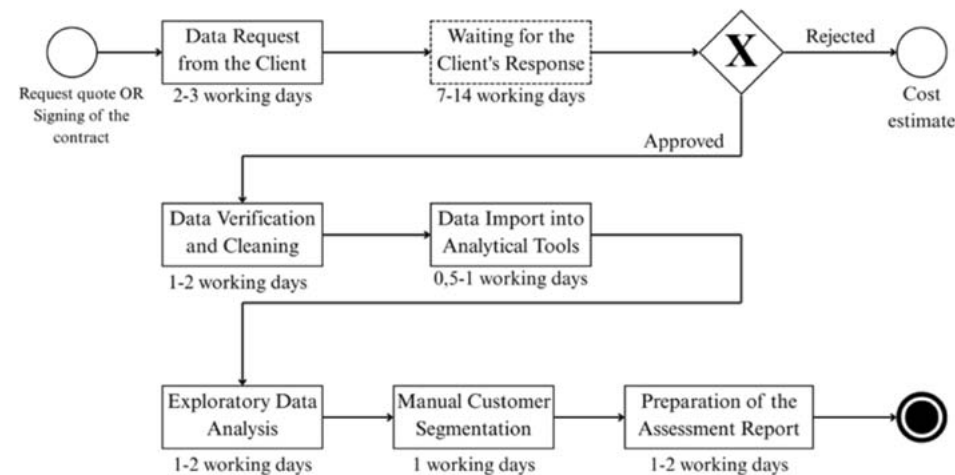 Data Request
from the Client
2-3 working days
Waiting for the
Client's Response
7-14 working days
X
Rejected
Request quote OR
Signing of the
contract
Cost
estimate
Approved
Data Verification
and Cleaning
1-2 working days
Data Import into
Analytical Tools
0,5-1 working days
Exploratory Data
Analysis
1-2 working days
Manual Customer
Segmentation
1 working days
Preparation of the
Assessment Report
1-2 working days